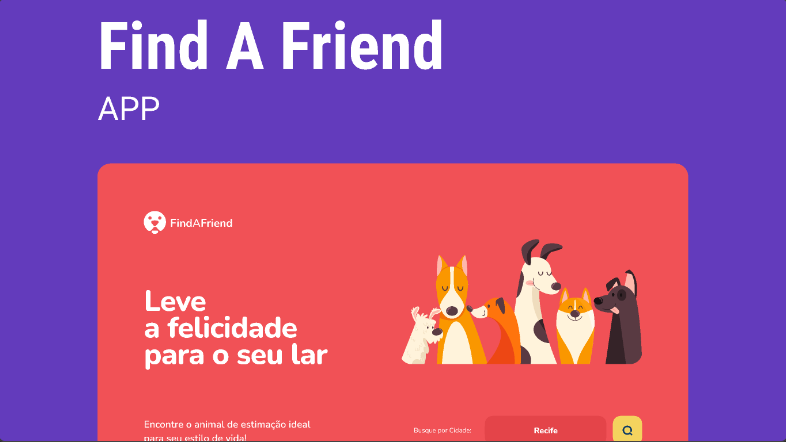 Find A Friend
APP
FindAFriend
Leve
a felicidade
para o seu lar
Encontre o animal de estimação ideal
para seu estilo de vida!
Busque por Cidade:
Recife